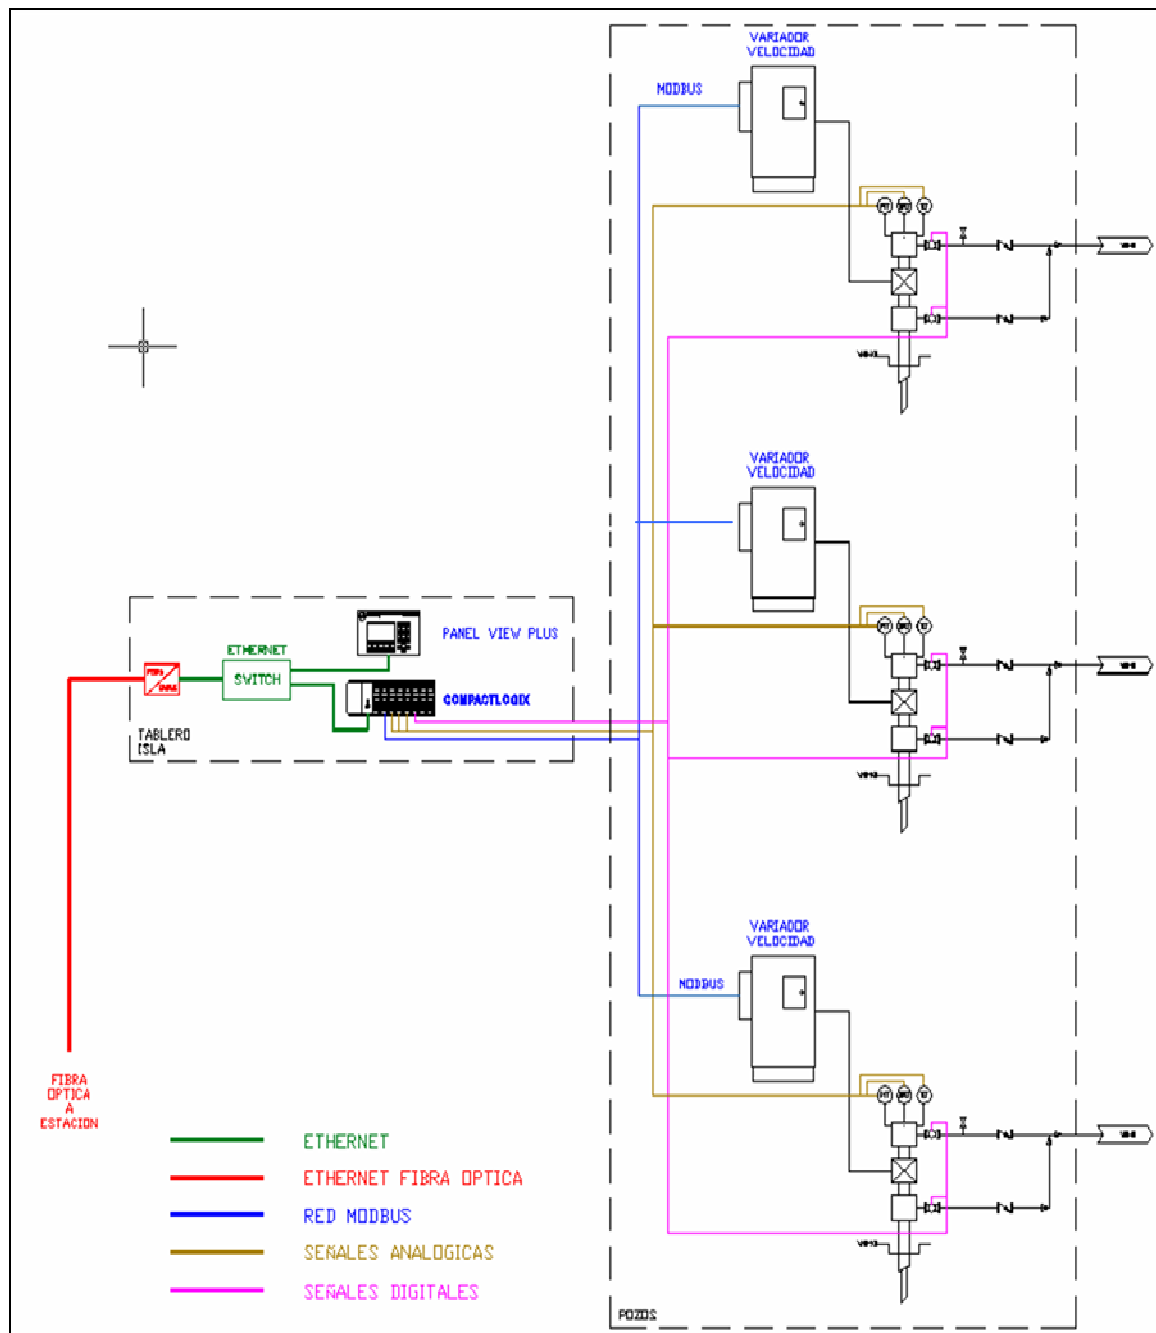 VARIADOR
VELOCIDAD
MODBUS
VARIADOR
VELOCIDAD
PANEL VIEW PLUS
ETHERNET
SWITCH
COMPACTLOGIX
TABLERO
ISLA
VARIADOR
VELOCIDAD
MODBUS
FIBRA
OPTICA
A
ESTACION
ETHERNET
ETHERNET FIBRA OPTICA
RED MODBUS
SEÑALES ANALOGICAS
SEÑALES DIGITALES
POZOS